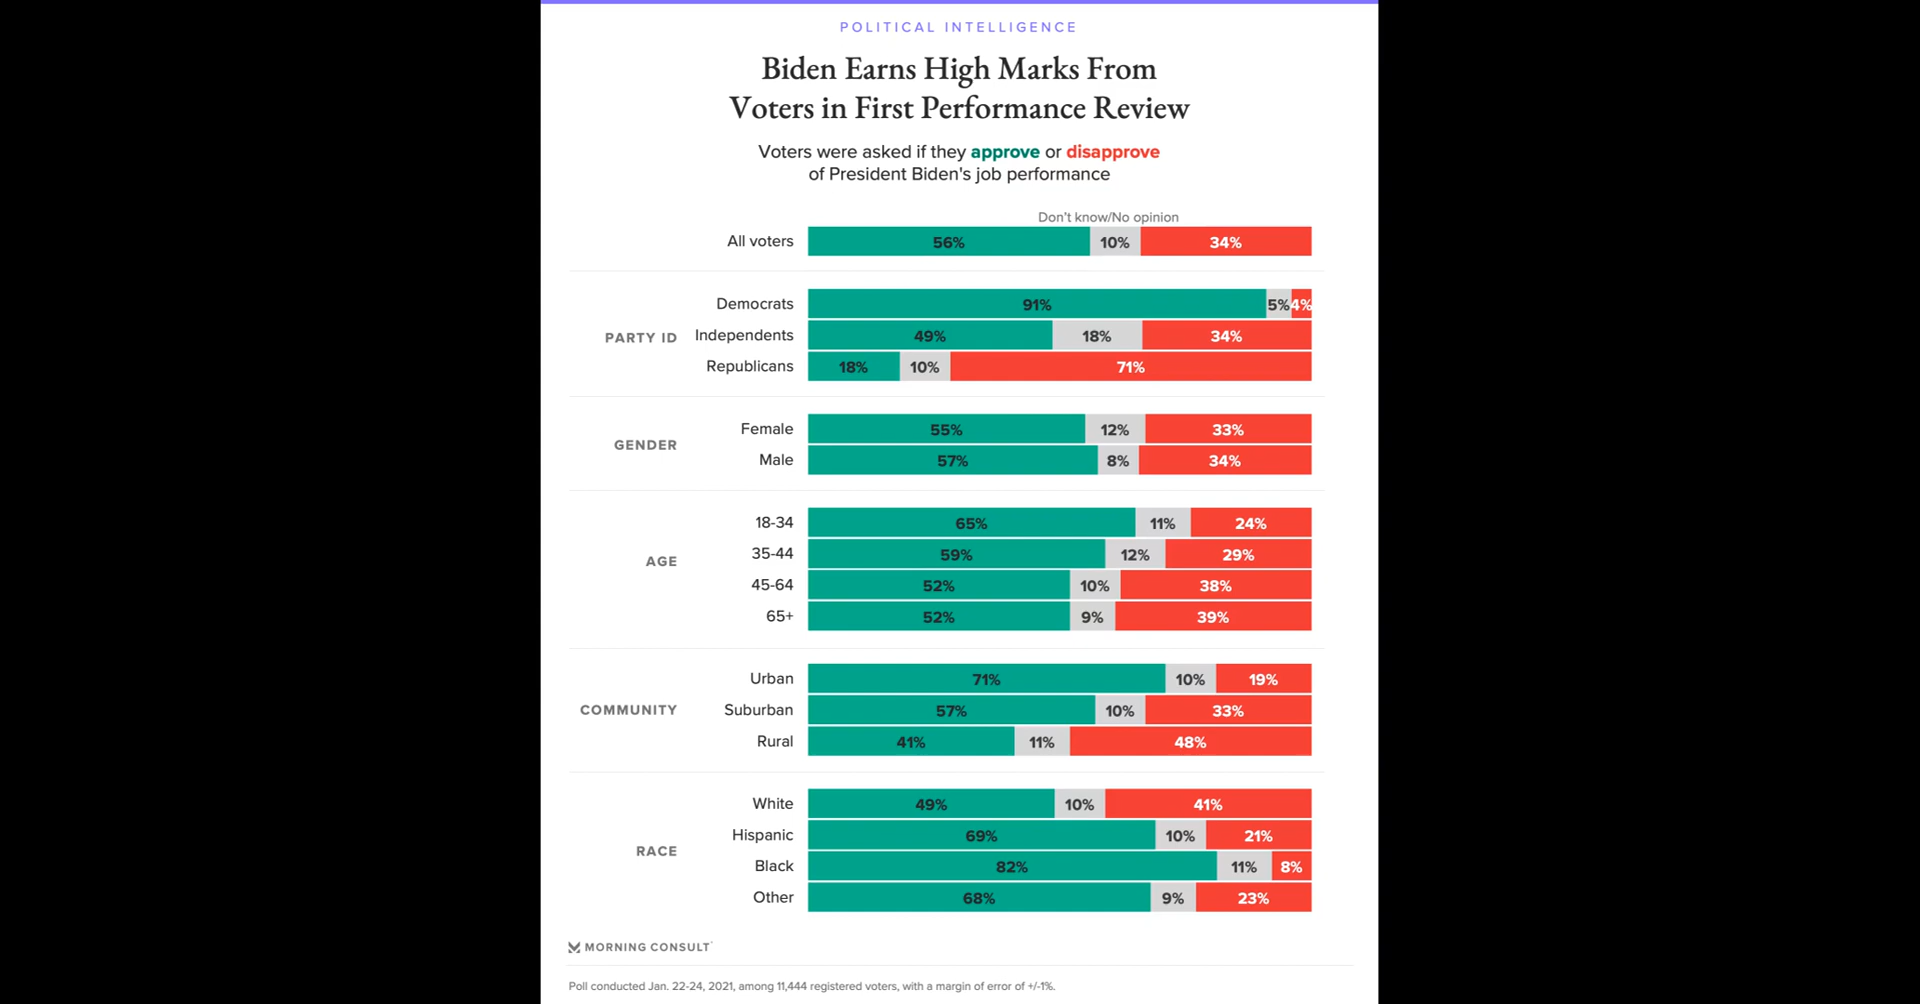 POLITICAL INTELLIGENCE
Biden Earns High Marks From
Voters in First Performance Review
Voters were asked if they approve or disapprove
of President Biden's job performance
Don't know/No opinion
All voters 56% 10% 34%
PARTY ID
Democrats 91% 5% 4%
Independents 49% 18% 34%
Republicans 18% 10% 71%
GENDER
Female 55% 12% 33%
Male 57% 8% 34%
AGE
18-34 65% 11% 24%
35-44 59% 12% 29%
45-64 52% 10% 38%
65+ 52% 9% 39%
COMMUNITY
Urban 71% 10% 19%
Suburban 57% 10% 33%
Rural 41% 11% 48%
RACE
White 49% 10% 41%
Hispanic 69% 10% 21%
Black 82% 11% 8%
Other 68% 9% 23%
MORNING CONSULT
Poll conducted Jan. 22-24, 2021, among 11,444 registered voters, with a margin of error of +/-1%.